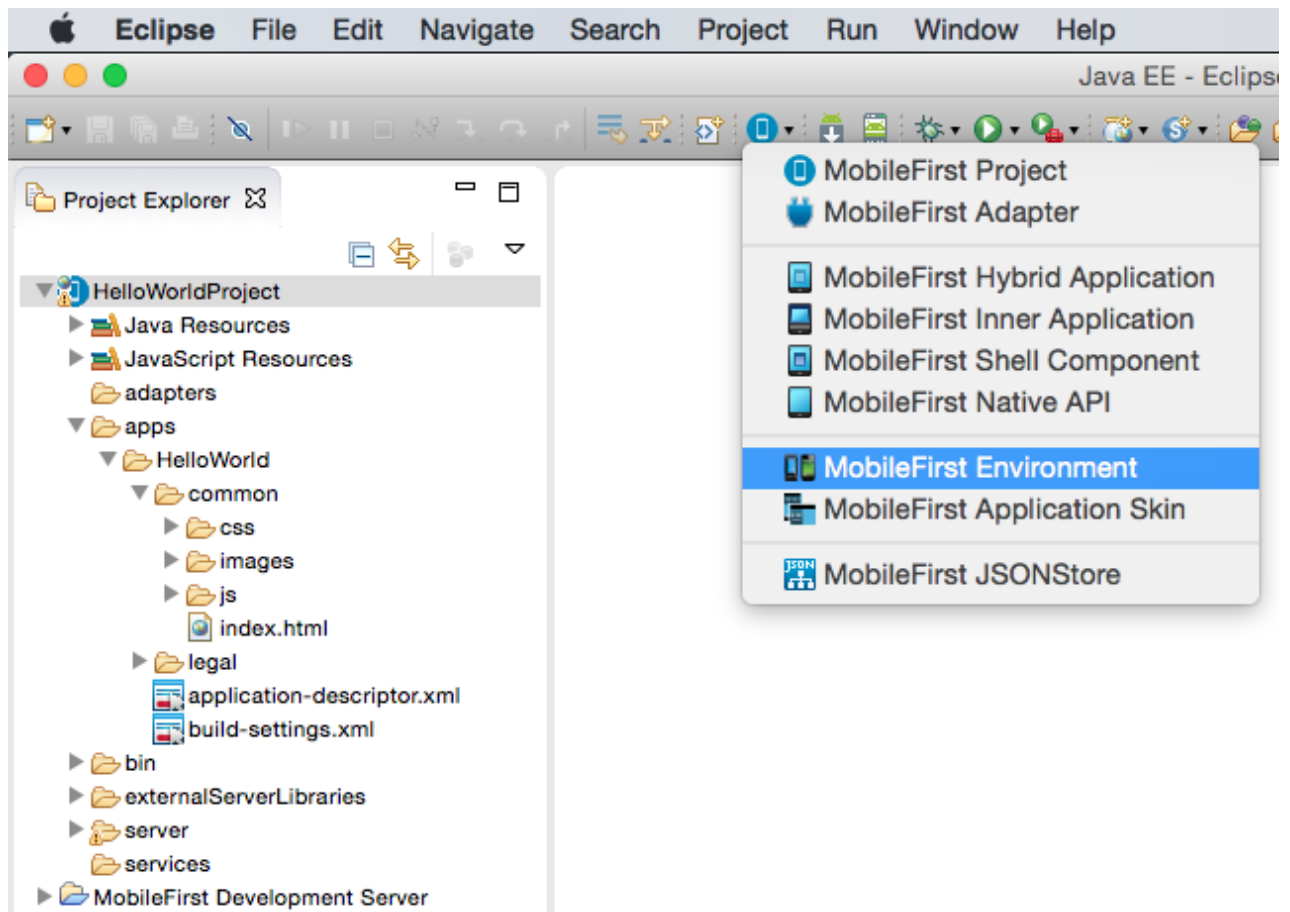 Eclipse File Edit Navigate Search Project Run Window Help
Java EE - Eclipse
Project Explorer
HelloWorldProject
Java Resources
JavaScript Resources
adapters
apps
HelloWorld
common
css
images
js
index.html
legal
application-descriptor.xml
build-settings.xml
bin
externalServerLibraries
server
services
MobileFirst Development Server
MobileFirst Project
MobileFirst Adapter
MobileFirst Hybrid Application
MobileFirst Inner Application
MobileFirst Shell Component
MobileFirst Native API
MobileFirst Environment
MobileFirst Application Skin
JSON
MobileFirst JSONStore